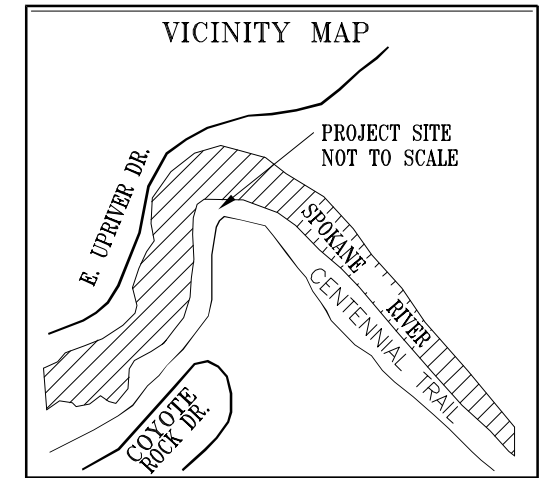 VICINITY MAP
PROJECT SITE
NOT TO SCALE
E. UPRIVER DR.
SPOKANE
RIVER
CENTENNIAL TRAIL
COYOTE
ROCK DR.